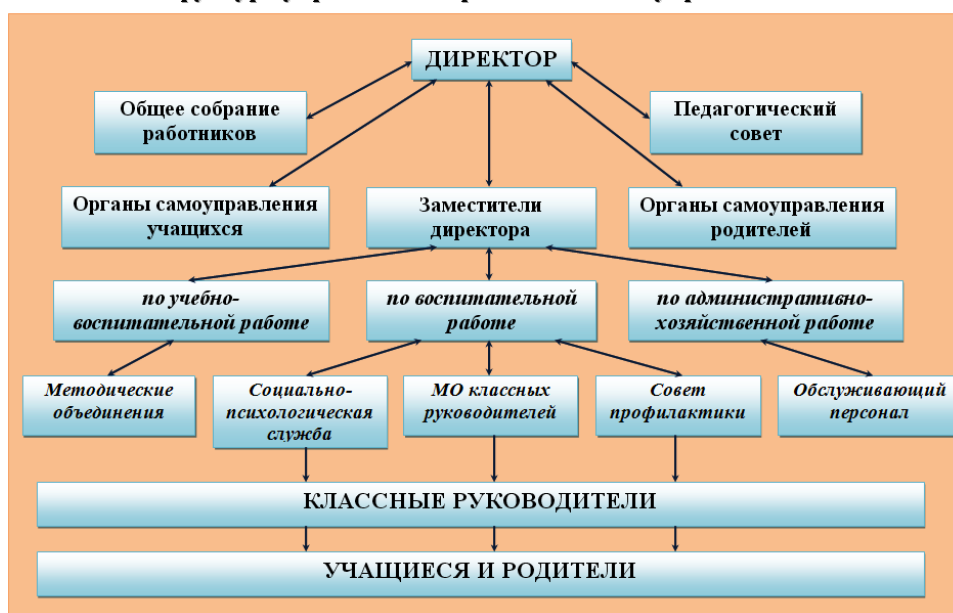 ДИРЕКТОР
Общее собрание
работников
Педагогический
совет
Органы самоуправления
учащихся
Заместители
директора
Органы самоуправления
родителей
по учебно-
воспитательной работе
по воспитательной
работе
по административно-
хозяйственной работе
Методические
объединения
Социально-
психологическая
служба
МО классных
руководителей
Совет
профилактики
Обслуживающий
персонал
КЛАССНЫЕ РУКОВОДИТЕЛИ
УЧАЩИЕСЯ И РОДИТЕЛИ